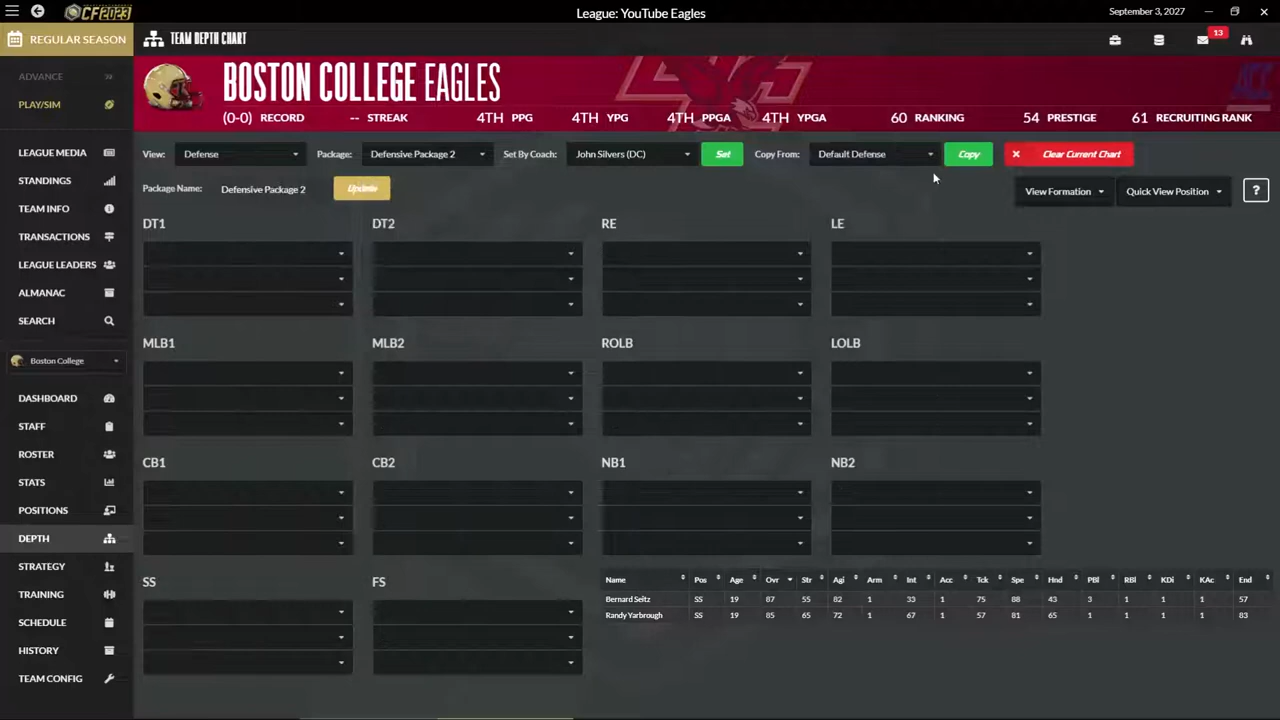 CF2023
League: YouTube Eagles
September 3, 2027
REGULAR SEASON
TEAM DEPTH CHART
13
ADVANCE
PLAY/SIM
BOSTON COLLEGE EAGLES
(0-0) RECORD -- STREAK 4TH PPG 4TH YPG 4TH PPGA 4TH YPGA 60 RANKING 54 PRESTIGE 61 RECRUITING RANK
ACC
View: Defense Package: Defensive Package 2 Set By Coach: John Silvers (DC) Set Copy From: Default Defense Copy Clear Current Chart
Package Name: Defensive Package 2 Update View Formation Quick View Position ?
LEAGUE MEDIA
STANDINGS
TEAM INFO
TRANSACTIONS
LEAGUE LEADERS
ALMANAC
SEARCH
Boston College
DASHBOARD
STAFF
ROSTER
STATS
POSITIONS
DEPTH
STRATEGY
TRAINING
SCHEDULE
HISTORY
TEAM CONFIG
DT1 DT2 RE LE
MLB1 MLB2 ROLB LOLB
CB1 CB2 NB1 NB2
SS FS
Name Pos Age Ovr Str Agi Arm Int Acc Tck Spe Hnd PBl RBl KDi KAc End
Bernard Seitz SS 19 87 55 82 1 33 1 75 88 43 3 1 1 1 57
Randy Yarbrough SS 19 85 65 72 1 67 1 57 81 65 1 1 1 1 83